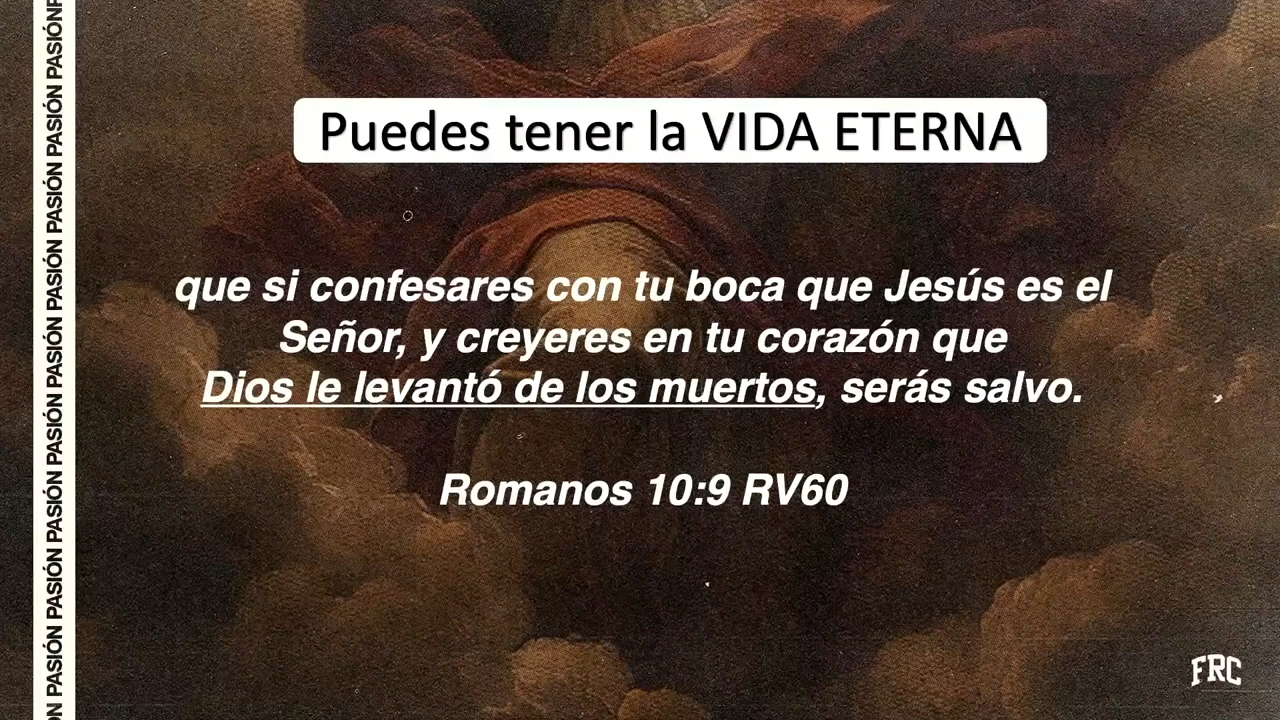 Puedes tener la VIDA ETERNA
que si confesares con tu boca que Jesús es el
Señor, y creyeres en tu corazón que
Dios le levantó de los muertos, serás salvo.
Romanos 10:9 RV60
PASIÓN PASIÓN PASIÓN PASIÓN PASIÓN PASIÓN PASIÓN PASIÓN
FRC